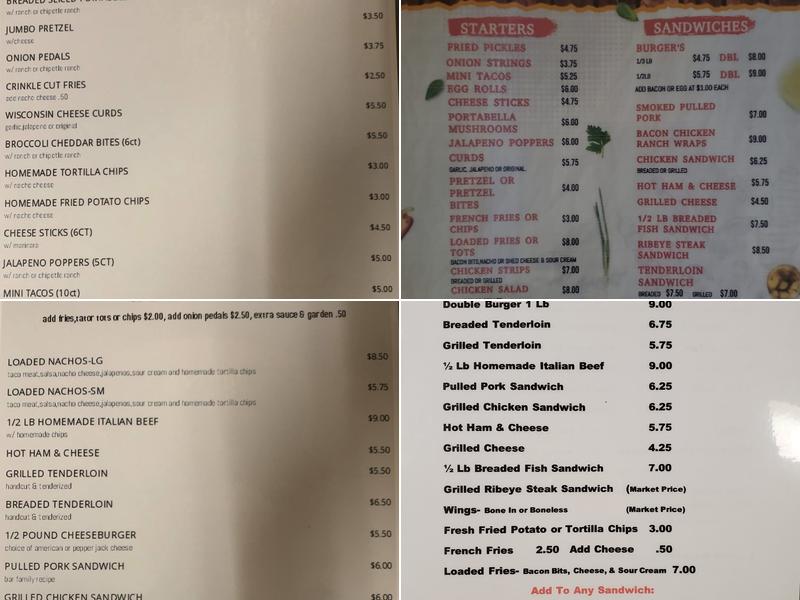 w/ ranch or chipotle ranch
$3.50
JUMBO PRETZEL
w/cheese
$3.75
ONION PEDALS
w/ ranch or chipotle ranch
$2.50
CRINKLE CUT FRIES
add nacho cheese .50
$5.50
WISCONSIN CHEESE CURDS
garlic,jalapeno or original
$5.50
BROCCOLI CHEDDAR BITES (6ct)
w/ ranch or chipotle ranch
$3.00
HOMEMADE TORTILLA CHIPS
w/ nacho cheese
$3.00
HOMEMADE FRIED POTATO CHIPS
w/ nacho cheese
$4.50
CHEESE STICKS (6CT)
w/ marinara
$5.00
JALAPENO POPPERS (5CT)
w/ ranch or chipotle ranch
$5.00
MINI TACOS (10ct)
STARTERS
FRIED PICKLES $4.75
ONION STRINGS $3.75
MINI TACOS $5.25
EGG ROLLS $6.00
CHEESE STICKS $4.75
PORTABELLA
MUSHROOMS $6.00
JALAPENO POPPERS $6.00
CURDS $5.75
GARLIC, JALAPENO OR ORIGINAL
PRETZEL OR
PRETZEL
BITES $4.00
FRENCH FRIES OR
CHIPS $3.00
LOADED FRIES OR
TOTS $8.00
BACON BITS,NACHO OR SHED CHEESE & SOUR CREAM
CHICKEN STRIPS $7.00
BREADED OR GRILLED
CHICKEN SALAD $8.00
SANDWICHES
BURGER'S
1/3 LB $4.75 DBL $8.00
1/2LB $5.75 DBL $9.00
ADD BACON OR EGG AT $1.00 EACH
SMOKED PULLED
PORK $7.00
BACON CHICKEN
RANCH WRAPS $9.00
CHICKEN SANDWICH $6.25
BREADED OR GRILLED
HOT HAM & CHEESE $5.75
GRILLED CHEESE $4.50
1/2 LB BREADED
FISH SANDWICH $7.50
RIBEYE STEAK
SANDWICH $8.50
TENDERLOIN
SANDWICH
BREADED $7.50 GRILLED $7.00
add fries,tator tots or chips $2.00, add onion pedals $2.50, extra sauce & garden .50
LOADED NACHOS-LG $8.50
taco meat,salsa,nacho cheese,jalapenos,sour cream and homemade tortilla chips
LOADED NACHOS-SM $5.75
taco meat,salsa,nacho cheese,jalapenos,sour cream and homemade tortilla chips
1/2 LB HOMEMADE ITALIAN BEEF $9.00
w/ homemade chips
HOT HAM & CHEESE $5.50
GRILLED TENDERLOIN $5.50
handcut & tenderized
BREADED TENDERLOIN $6.50
handcut & tenderized
1/2 POUND CHEESEBURGER $5.50
choice of american or pepper jack cheese
PULLED PORK SANDWICH $6.00
bar family recipe
GRILLED CHICKEN SANDWICH $6.00
Double Burger 1 Lb 9.00
Breaded Tenderloin 6.75
Grilled Tenderloin 5.75
½ Lb Homemade Italian Beef 9.00
Pulled Pork Sandwich 6.25
Grilled Chicken Sandwich 6.25
Hot Ham & Cheese 5.75
Grilled Cheese 4.25
½ Lb Breaded Fish Sandwich 7.00
Grilled Ribeye Steak Sandwich (Market Price)
Wings- Bone In or Boneless (Market Price)
Fresh Fried Potato or Tortilla Chips 3.00
French Fries 2.50 Add Cheese .50
Loaded Fries- Bacon Bits, Cheese, & Sour Cream 7.00
Add To Any Sandwich: